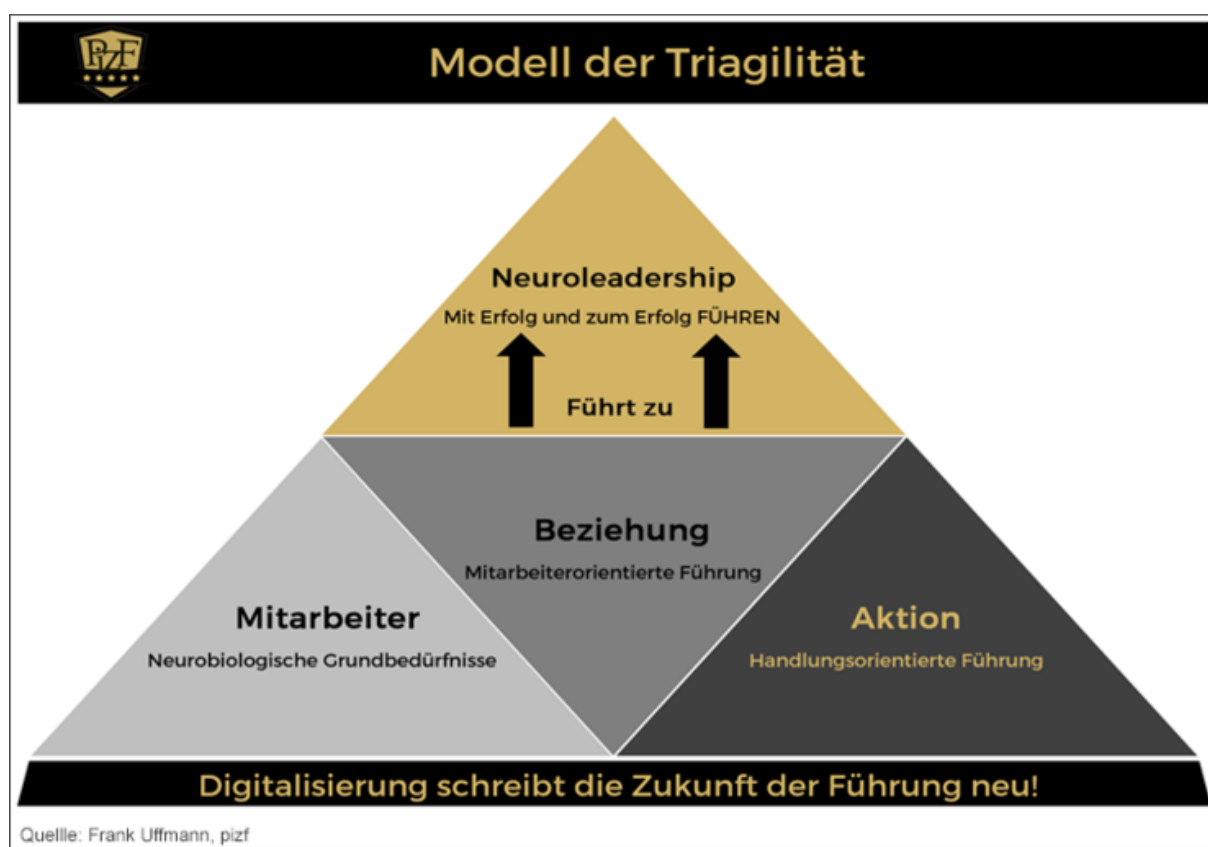 PizF
Modell der Triagilität
Neuroleadership
Mit Erfolg und zum Erfolg FÜHREN
Führt zu
Beziehung
Mitarbeiterorientierte Führung
Mitarbeiter
Neurobiologische Grundbedürfnisse
Aktion
Handlungsorientierte Führung
Digitalisierung schreibt die Zukunft der Führung neu!
Quellle: Frank Uffmann, pizf